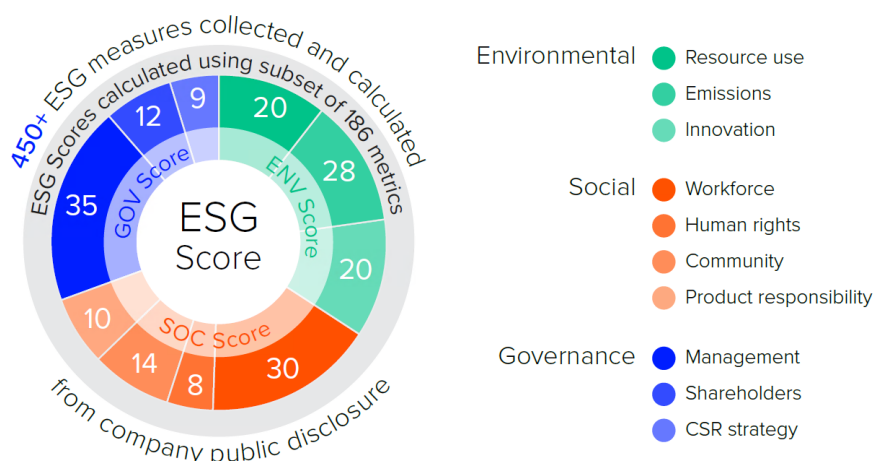 450+ ESG measures collected and calculated
ESG Scores calculated using subset of 186 metrics
9
20
28
20
30
8
14
10
35
12
ENV Score
SOC Score
GOV Score
ESG
Score
from company public disclosure
Environmental
Resource use
Emissions
Innovation
Social
Workforce
Human rights
Community
Product responsibility
Governance
Management
Shareholders
CSR strategy